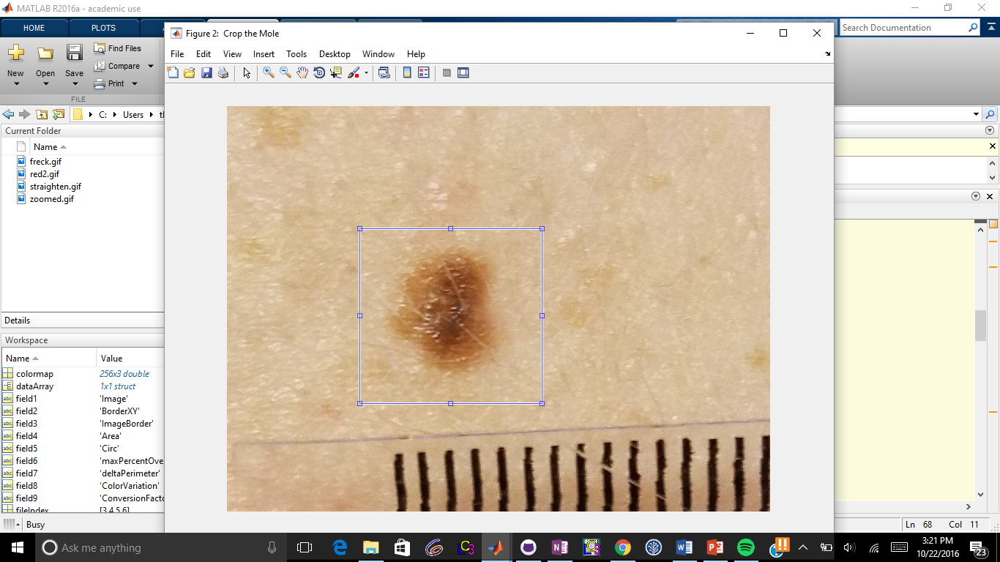 MATLAB R2016a - academic use
HOME
PLOTS
Search Documentation
New
Open
Save
Find Files
Compare
Print
FILE
C:
Users
Figure 2: Crop the Mole
File Edit View Insert Tools Desktop Window Help
Current Folder
Name
freck.gif
red2.gif
straighten.gif
zoomed.gif
Details
Workspace
Name Value
colormap 256x3 double
dataArray 1x1 struct
field1 'Image'
field2 'BorderXY'
field3 'ImageBorder'
field4 'Area'
field5 'Circ'
field6 'maxPercentOve
field7 'deltaPerimeter'
field8 'ColorVariation'
field9 'ConversionFacto
fileIndex [3,4,5,6]
Busy
Ln 68 Col 11
Ask me anything
3:21 PM
10/22/2016
23